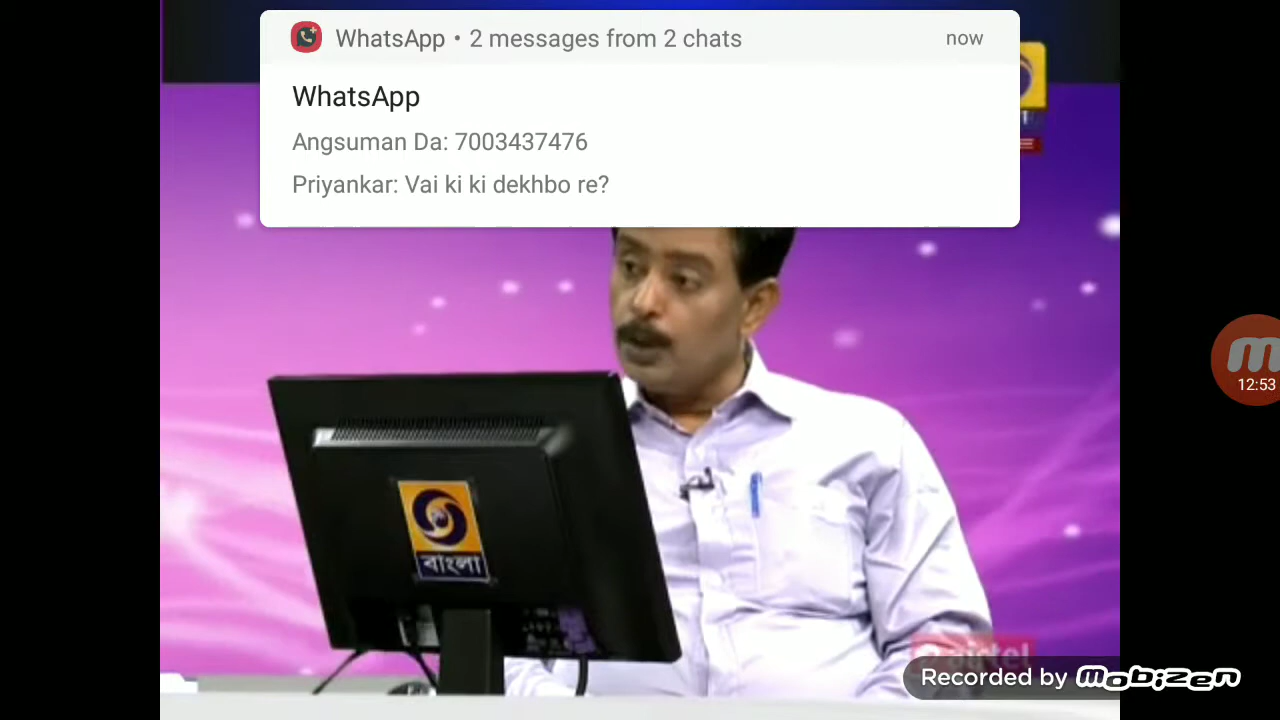 WhatsApp • 2 messages from 2 chats now
WhatsApp
Angsuman Da: 7003437476
Priyankar: Vai ki ki dekhbo re?
12:53
বাংলা
airtel
Recorded by mobizen